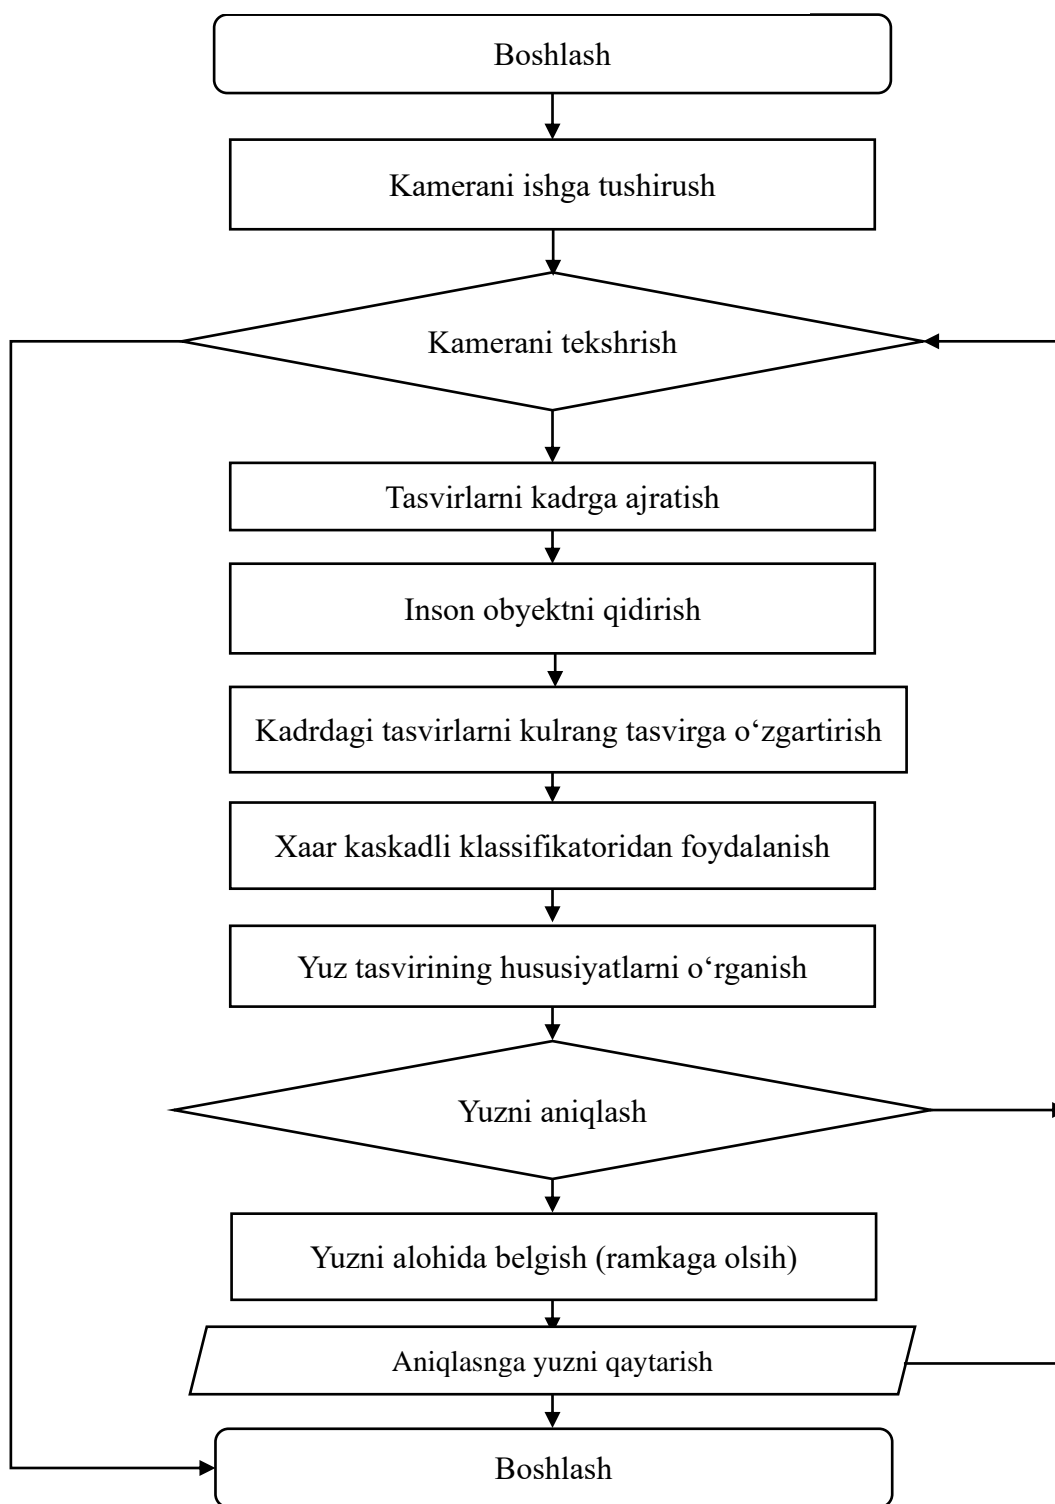 Boshlash
Kamerani ishga tushirush
Kamerani tekshrish
Tasvirlarni kadrga ajratish
Inson obyektni qidirish
Kadrdagi tasvirlarni kulrang tasvirga o‘zgartirish
Xaar kaskadli klassifikatoridan foydalanish
Yuz tasvirining hususiyatlarni o‘rganish
Yuzni aniqlash
Yuzni alohida belgish (ramkaga olsih)
Aniqlasnga yuzni qaytarish
Boshlash